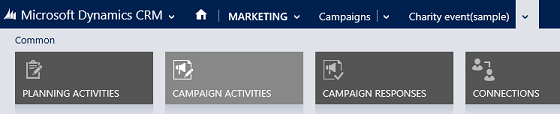 Microsoft Dynamics CRM MARKETING Campaigns Charity event(sample)
Common
PLANNING ACTIVITIES CAMPAIGN ACTIVITIES CAMPAIGN RESPONSES CONNECTIONS